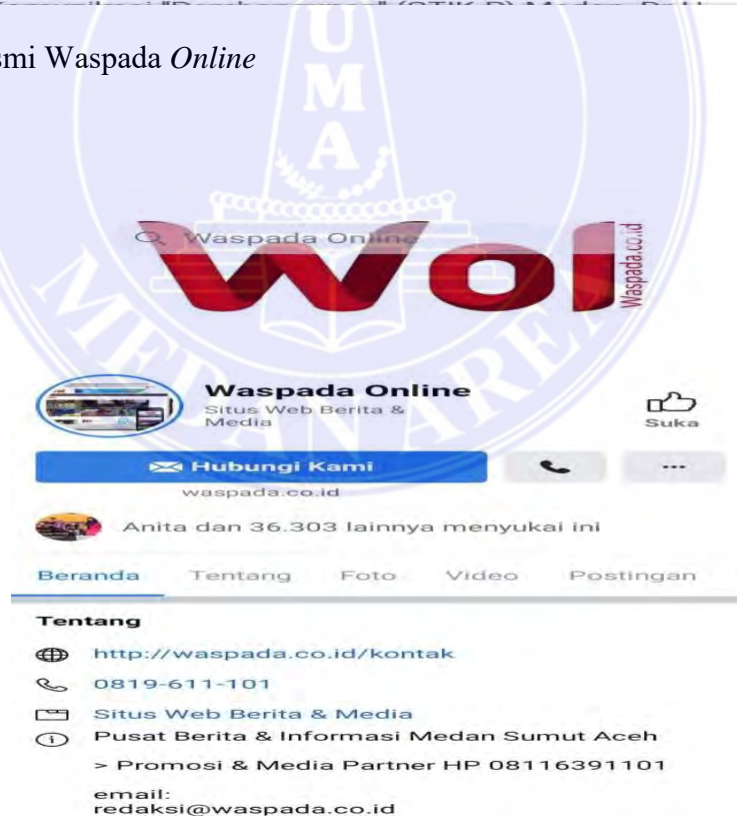 smi Waspada Online
UMA
Wol
Waspada.co.id
Waspada Online
MEDAN AREA
Waspada Online
Situs Web Berita &
Media
Suka
Hubungi Kami
...
waspada.co.id
Anita dan 36.303 lainnya menyukai ini
Beranda Tentang Foto Video Postingan
Tentang
http://waspada.co.id/kontak
0819-611-101
Situs Web Berita & Media
Pusat Berita & Informasi Medan Sumut Aceh
> Promosi & Media Partner HP 08116391101
email:
redaksi@waspada.co.id